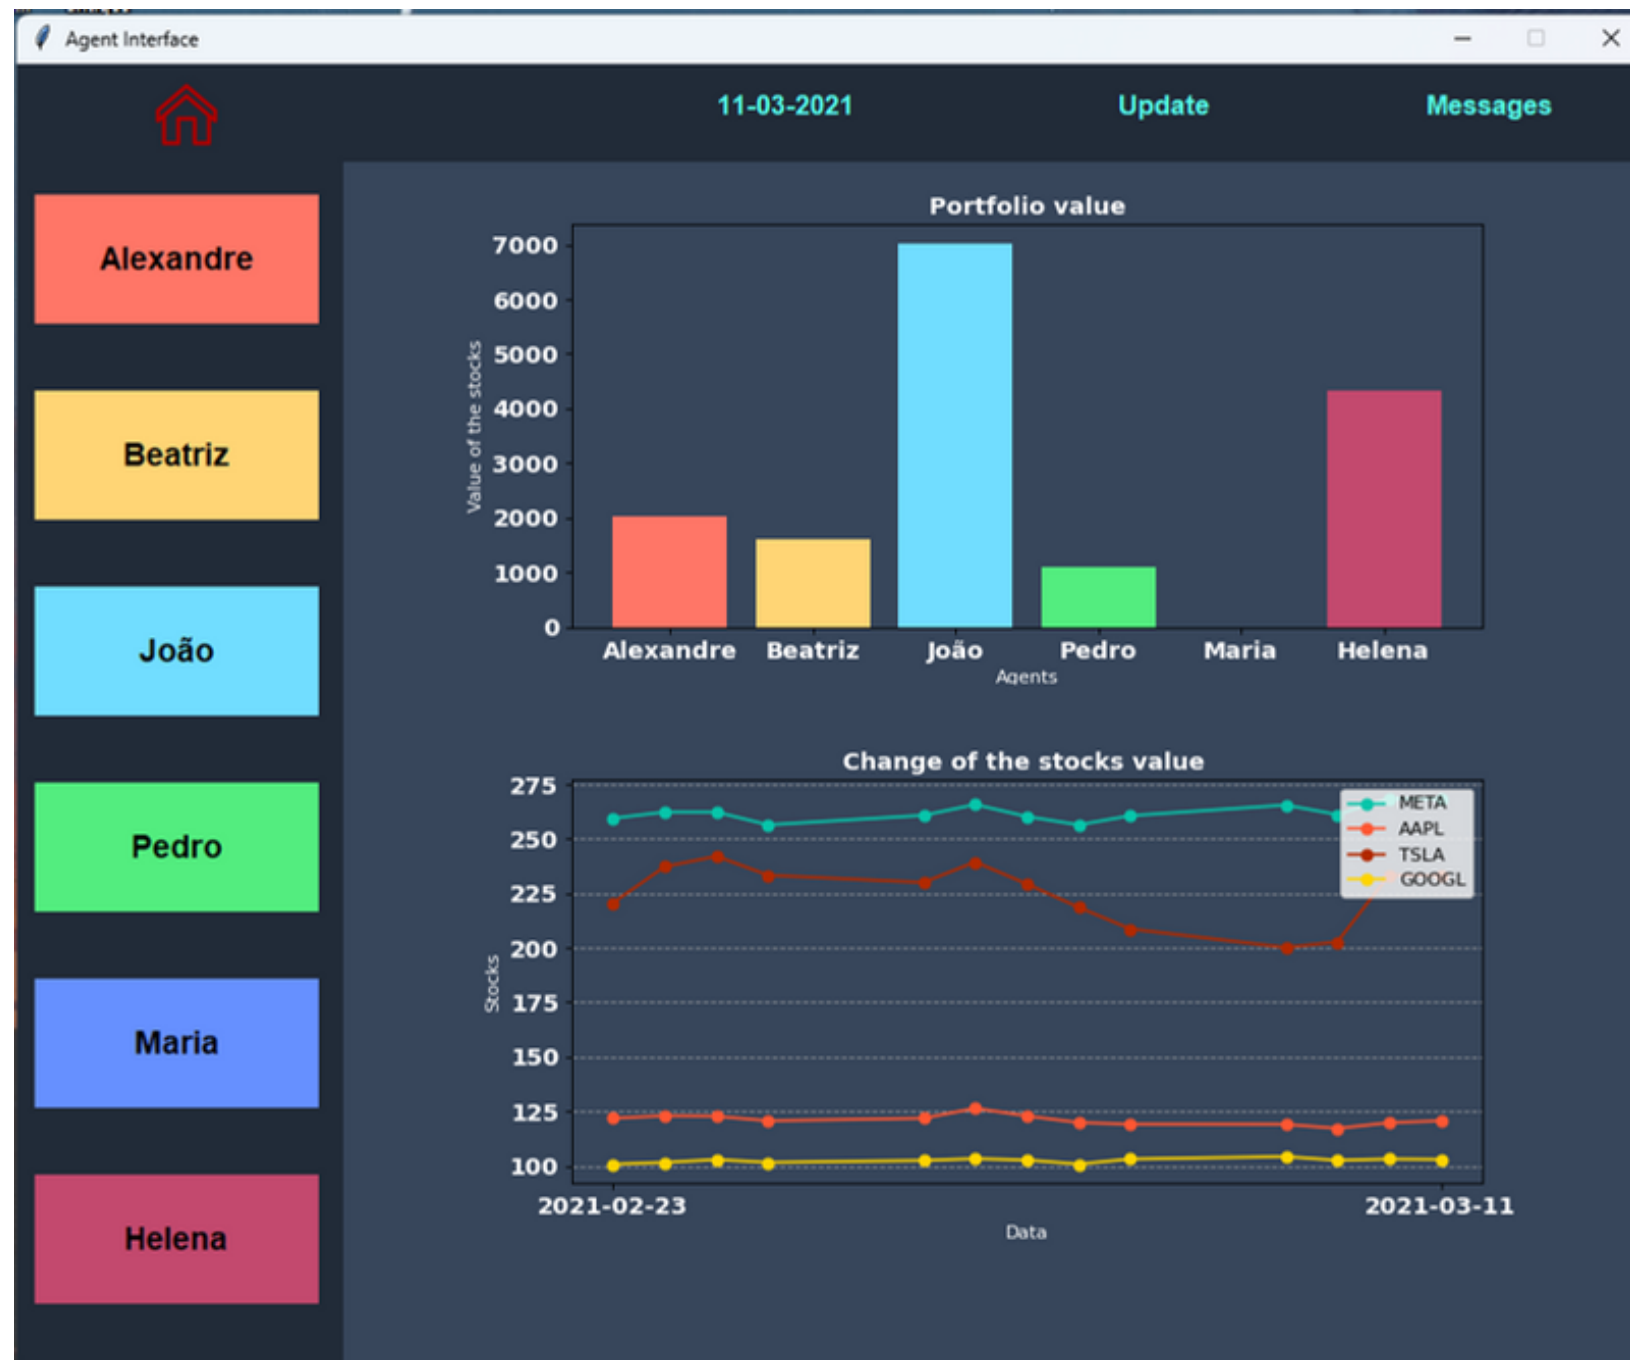 Agent Interface
11-03-2021 Update Messages
Alexandre
Beatriz
João
Pedro
Maria
Helena
Portfolio value
7000
6000
5000
4000
3000
2000
1000
0
Value of the stocks
Alexandre Beatriz João Pedro Maria Helena
Agents
Change of the stocks value
275
250
225
200
175
150
125
100
Stocks
META
AAPL
TSLA
GOOGL
2021-02-23 2021-03-11
Data